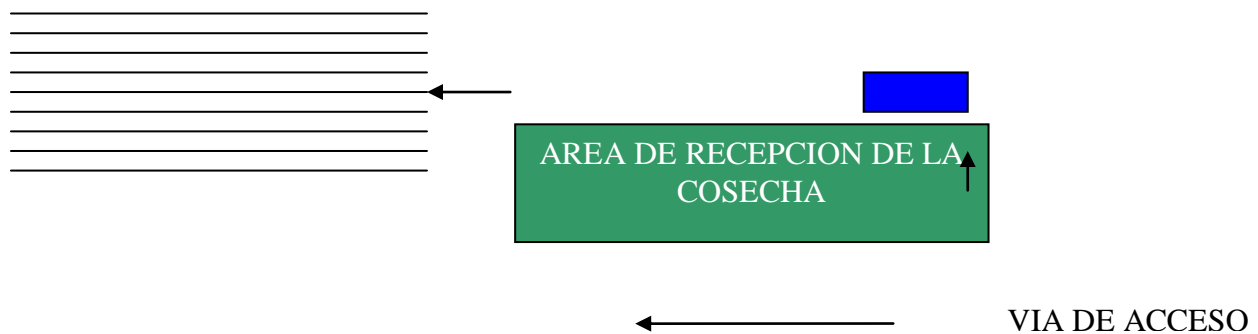 AREA DE RECEPCION DE LA
COSECHA
VIA DE ACCESO